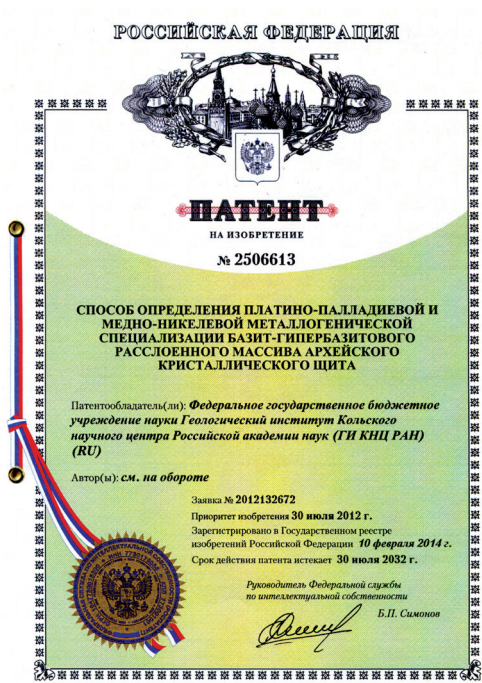 РОССИЙСКАЯ ФЕДЕРАЦИЯ
ПАТЕНТ
НА ИЗОБРЕТЕНИЕ
№ 2506613
СПОСОБ ОПРЕДЕЛЕНИЯ ПЛАТИНО-ПАЛЛАДИЕВОЙ И
МЕДНО-НИКЕЛЕВОЙ МЕТАЛЛОГЕНИЧЕСКОЙ
СПЕЦИАЛИЗАЦИИ БАЗИТ-ГИПЕРБАЗИТОВОГО
РАССЛОЕННОГО МАССИВА АРХЕЙСКОГО
КРИСТАЛЛИЧЕСКОГО ЩИТА
Патентообладатель(ли): Федеральное государственное бюджетное
учреждение науки Геологический институт Кольского
научного центра Российской академии наук (ГИ КНЦ РАН)
(RU)
Автор(ы): см. на обороте
Заявка № 2012132672
Приоритет изобретения 30 июля 2012 г.
Зарегистрировано в Государственном реестре
изобретений Российской Федерации 10 февраля 2014 г.
Срок действия патента истекает 30 июля 2032 г.
Руководитель Федеральной службы
по интеллектуальной собственности
Б.П. Симонов